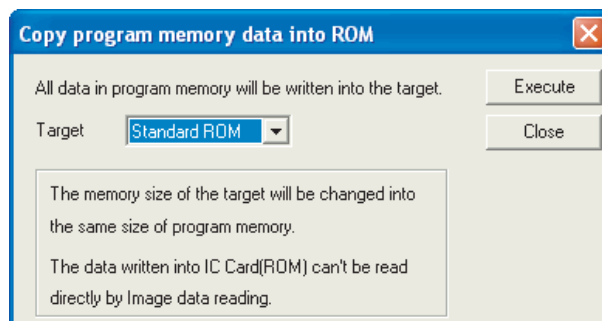 Copy program memory data into ROM
All data in program memory will be written into the target.
Execute
Target
Standard ROM
Close
The memory size of the target will be changed into
the same size of program memory.
The data written into IC Card(ROM) can't be read
directly by Image data reading.